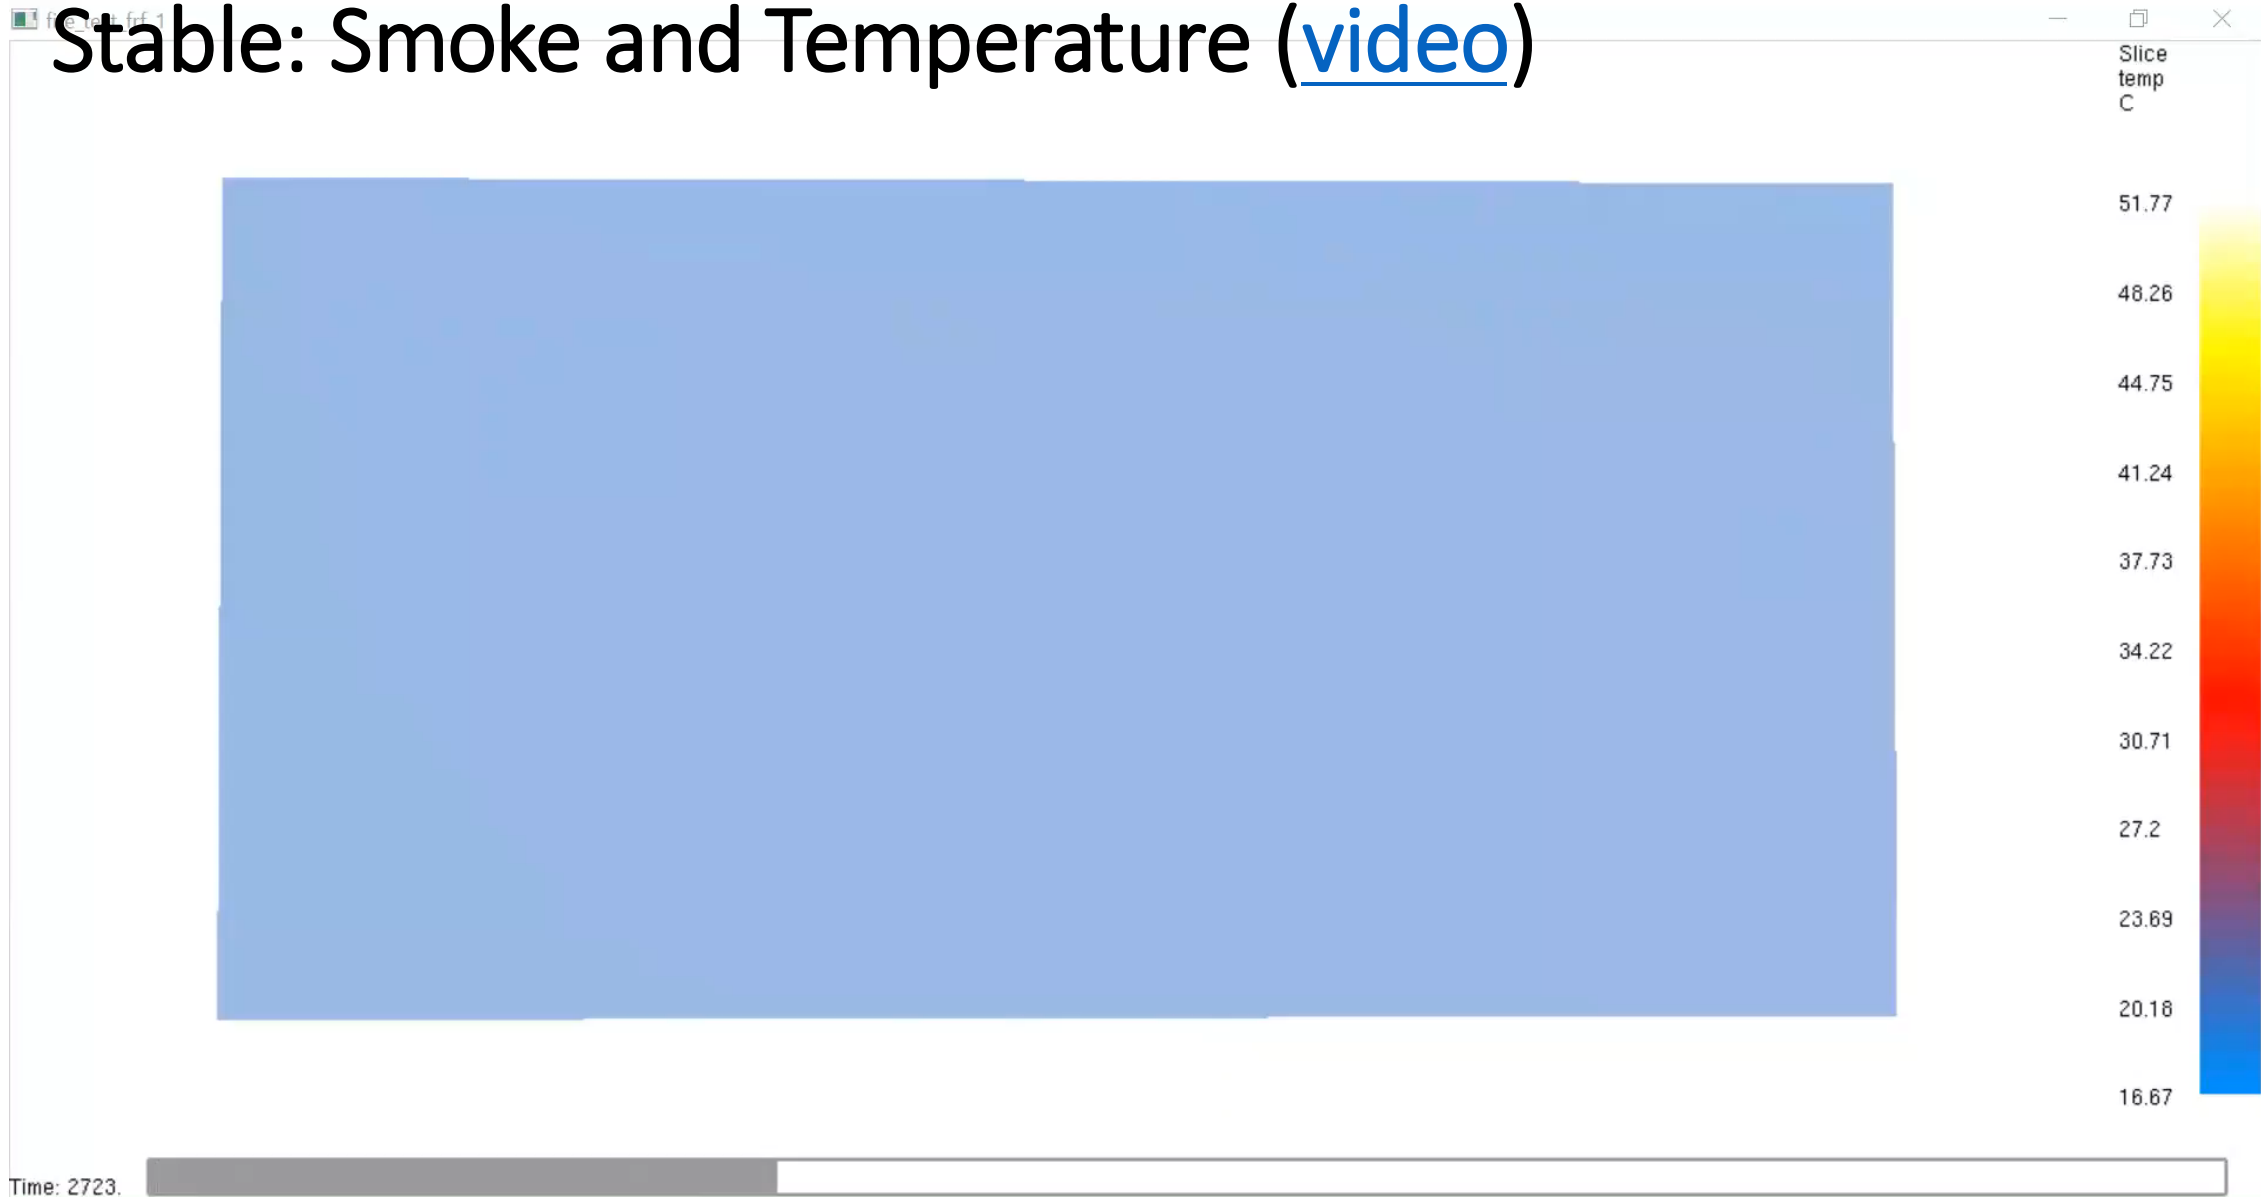 Stable: Smoke and Temperature (video)
Slice
temp
C
51.77
48.26
44.75
41.24
37.73
34.22
30.71
27.2
23.69
20.18
16.67
Time: 2723.